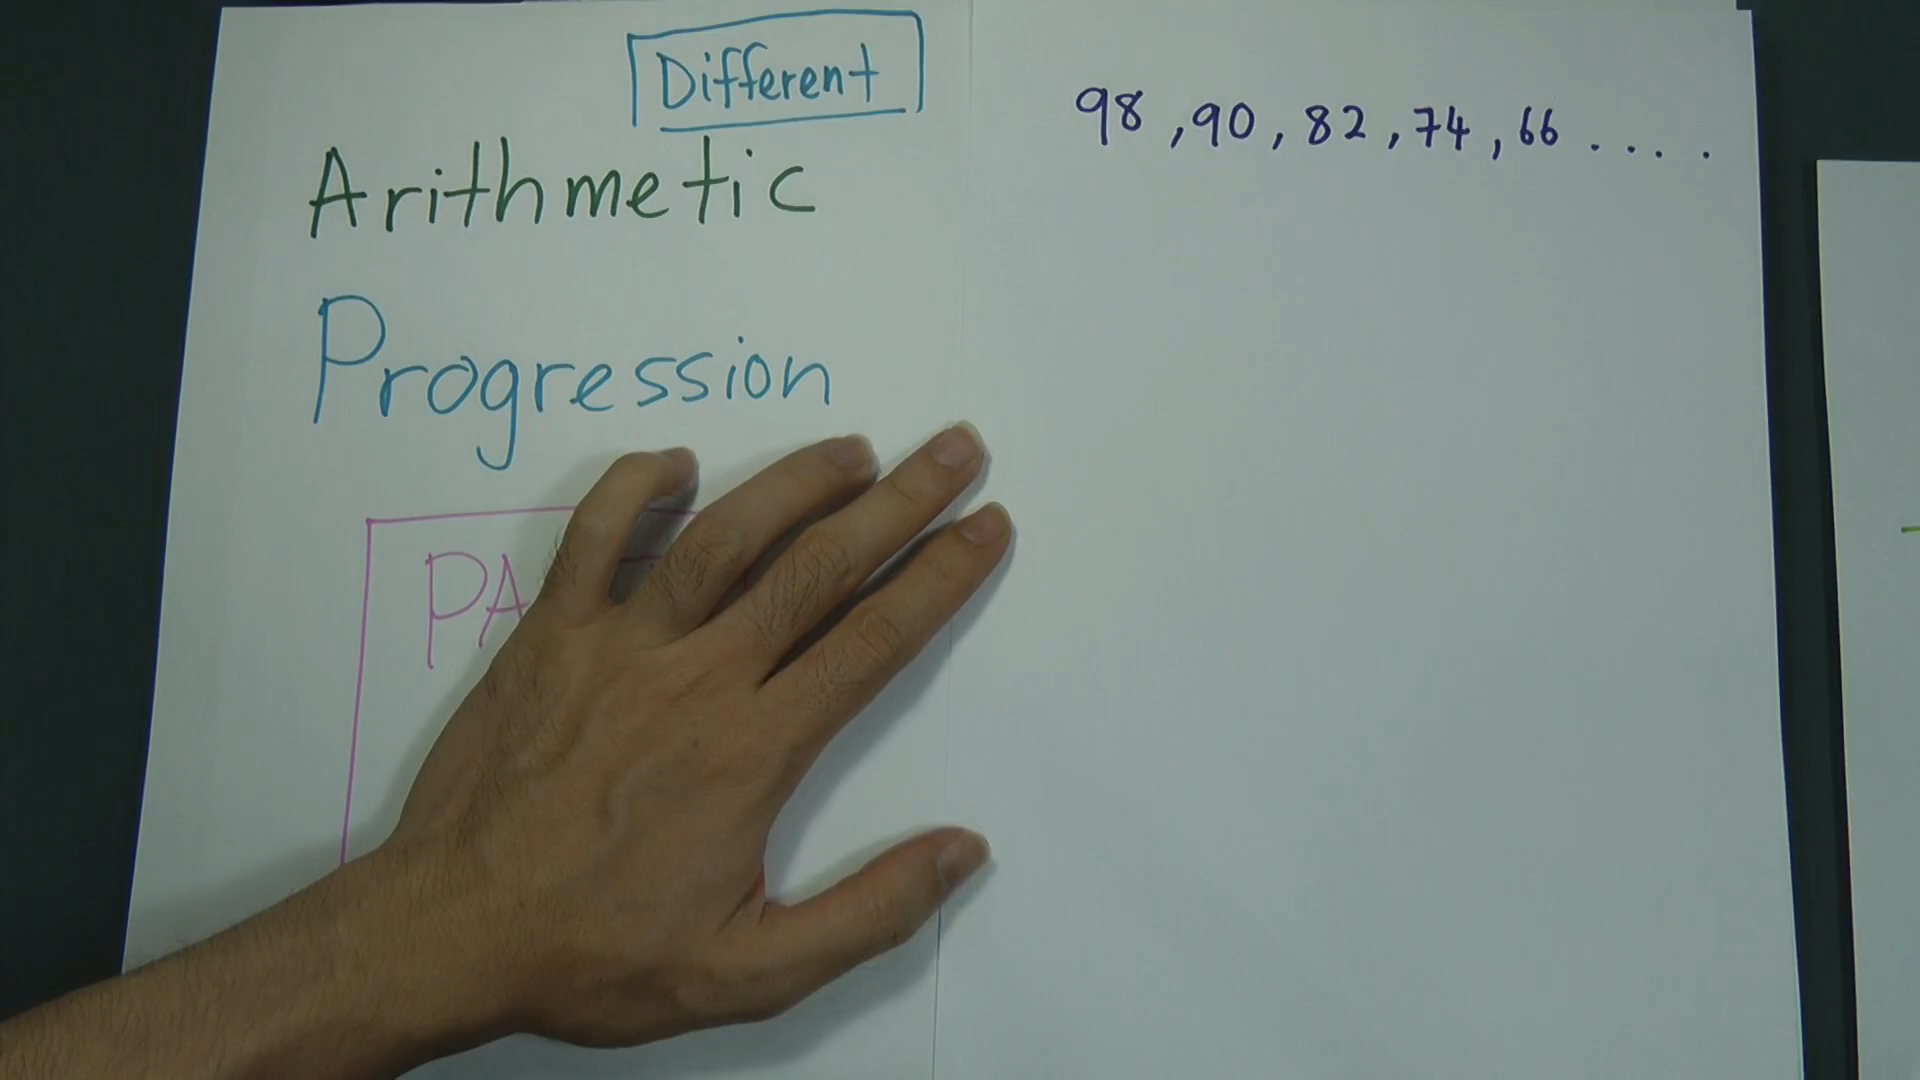 Different
Arithmetic
Progression
98, 90, 82, 74, 66 . . . .